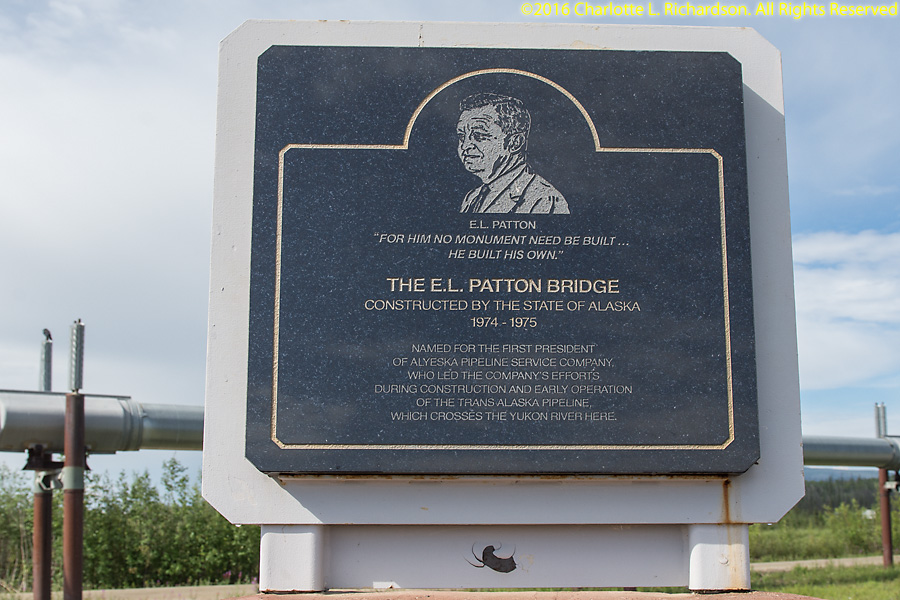 ©2016 Charlotte L. Richardson. All Rights Reserved
E.L. PATTON
"FOR HIM NO MONUMENT NEED BE BUILT ...
HE BUILT HIS OWN."
THE E.L. PATTON BRIDGE
CONSTRUCTED BY THE STATE OF ALASKA
1974 - 1975
NAMED FOR THE FIRST PRESIDENT
OF ALYESKA PIPELINE SERVICE COMPANY,
WHO LED THE COMPANY'S EFFORTS
DURING CONSTRUCTION AND EARLY OPERATION
OF THE TRANS ALASKA PIPELINE,
WHICH CROSSES THE YUKON RIVER HERE.